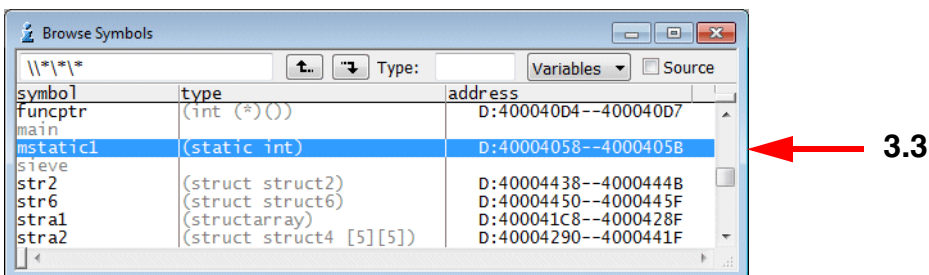 Browse Symbols
\\*\*\* t.. Type: Variables Source
symbol type address
funcptr (int (*)()) D:400040D4--400040D7
main
mstatic1 (static int) D:40004058--4000405B 3.3
sieve
str2 (struct struct2) D:40004438--4000444B
str6 (struct struct6) D:40004450--4000445F
stra1 (structarray) D:400041C8--4000428F
stra2 (struct struct4 [5][5]) D:40004290--4000441F